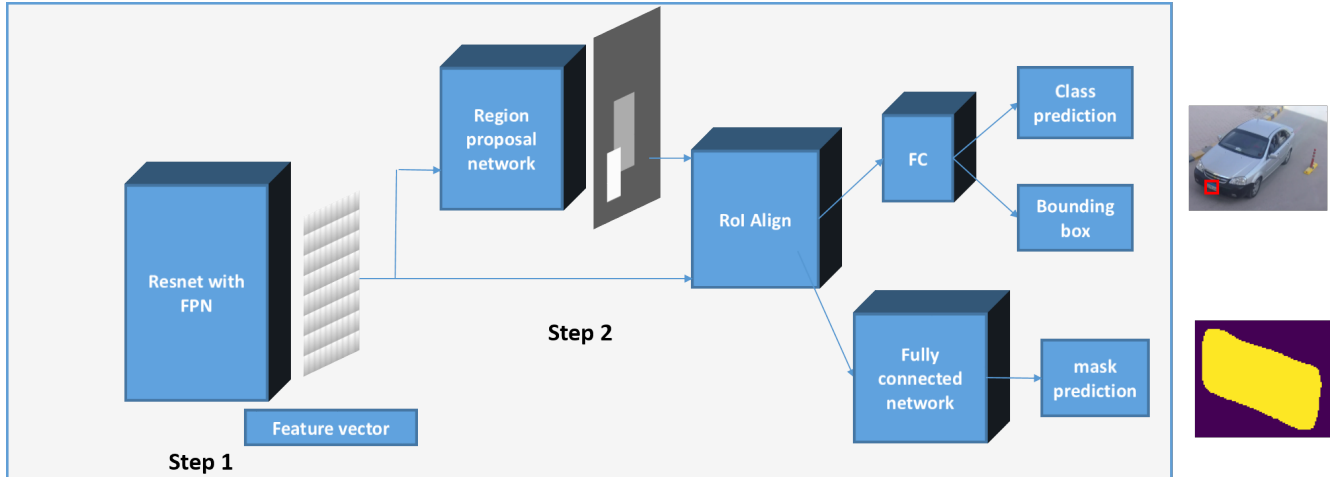 Region
proposal
network
Class
prediction
FC
RoI Align
Bounding
box
Resnet with
FPN
Step 2
Fully
connected
network
mask
prediction
Feature vector
Step 1